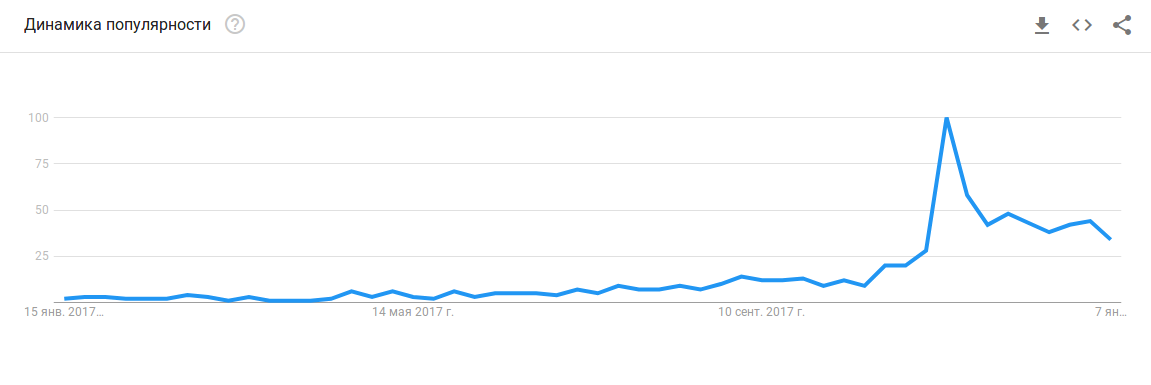 Динамика популярности ?
100
75
50
25
15 янв. 2017…
14 мая 2017 г.
10 сент. 2017 г.
7 ян…